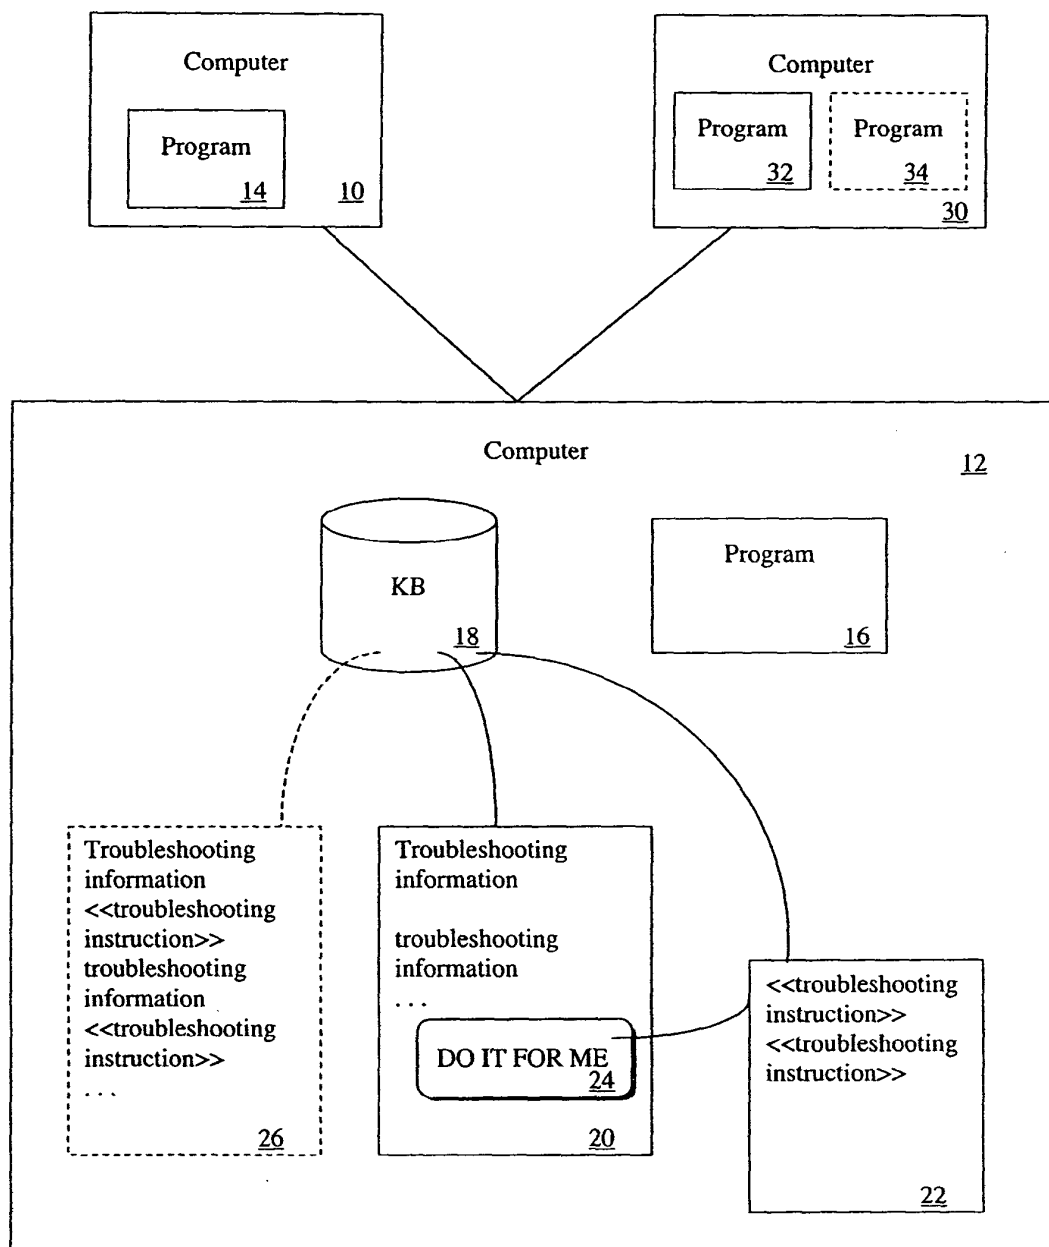 Computer
Program
14
10
Computer
Program
32
Program
34
30
Computer
12
KB
18
Program
16
Troubleshooting
information
<<troubleshooting
instruction>>
troubleshooting
information
<<troubleshooting
instruction>>
. . .
26
Troubleshooting
information
troubleshooting
information
. . .
DO IT FOR ME
24
20
<<troubleshooting
instruction>>
<<troubleshooting
instruction>>
22